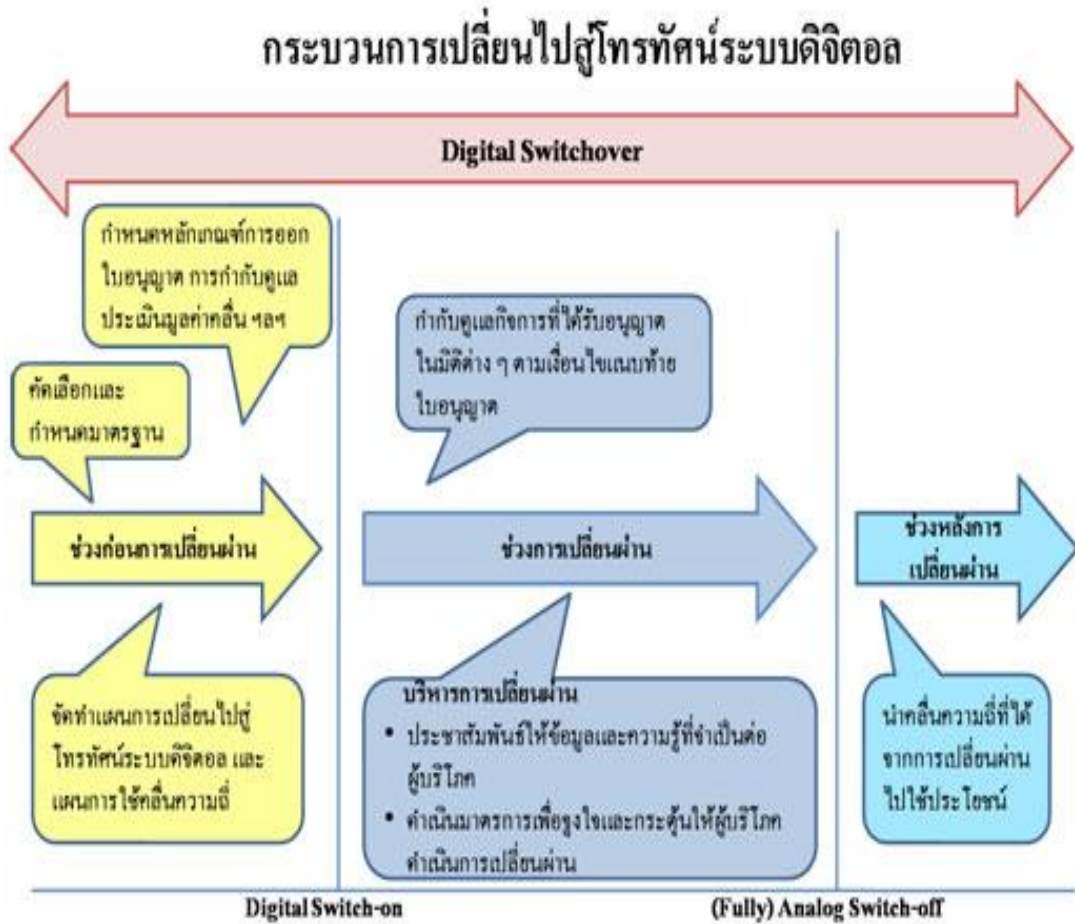 กระบวนการเปลี่ยนไปสู่โทรทัศน์ระบบดิจิตอล
Digital Switchover
กำหนดหลักเกณฑ์การออก
ใบอนุญาต การกำกับดูแล
ประเมินมูลค่าคลื่น ฯลฯ
คัดเลือกและ
กำหนดมาตรฐาน
กำกับดูแลกิจการที่ได้รับอนุญาต
ในมิติต่าง ๆ ตามเงื่อนไขแนบท้าย
ใบอนุญาต
ช่วงก่อนการเปลี่ยนผ่าน
ช่วงการเปลี่ยนผ่าน
ช่วงหลังการ
เปลี่ยนผ่าน
จัดทำแผนการเปลี่ยนไปสู่
โทรทัศน์ระบบดิจิตอล และ
แผนการใช้คลื่นความถี่
บริหารการเปลี่ยนผ่าน
• ประชาสัมพันธ์ให้ข้อมูลและความรู้ที่จำเป็นต่อ
ผู้บริโภค
• ดำเนินมาตรการเพื่อจูงใจและกระตุ้นให้ผู้บริโภค
ดำเนินการเปลี่ยนผ่าน
นำคลื่นความถี่ที่ได้
จากการเปลี่ยนผ่าน
ไปใช้ประโยชน์
Digital Switch-on
(Fully) Analog Switch-off